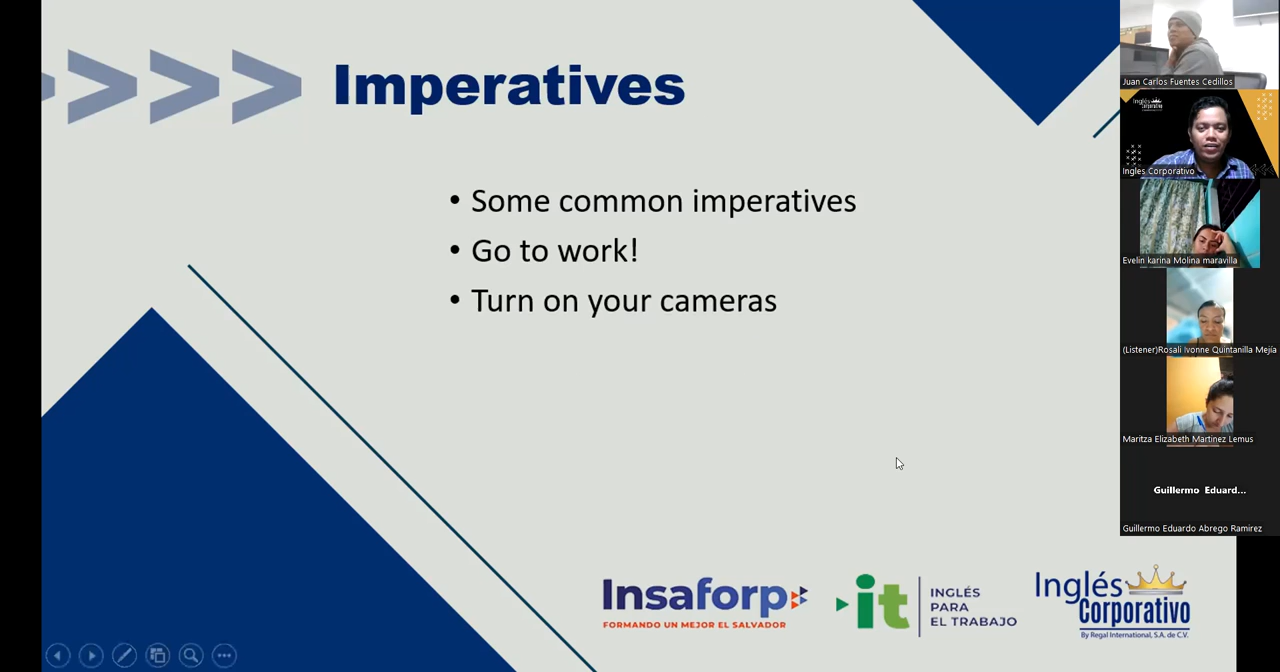 Imperatives
• Some common imperatives
• Go to work!
• Turn on your cameras
Insaforp
FORMANDO UN MEJOR EL SALVADOR
it
INGLÉS
PARA
EL TRABAJO
Inglés
Corporativo
By Regal International, S.A. de C.V.
Juan Carlos Fuentes Cedillos
Ingles Corporativo
Evelin karina Molina maravilla
(Listener)Rosali Ivonne Quintanilla Mejía
Maritza Elizabeth Martinez Lemus
Guillermo Eduard...
Guillermo Eduardo Abrego Ramirez